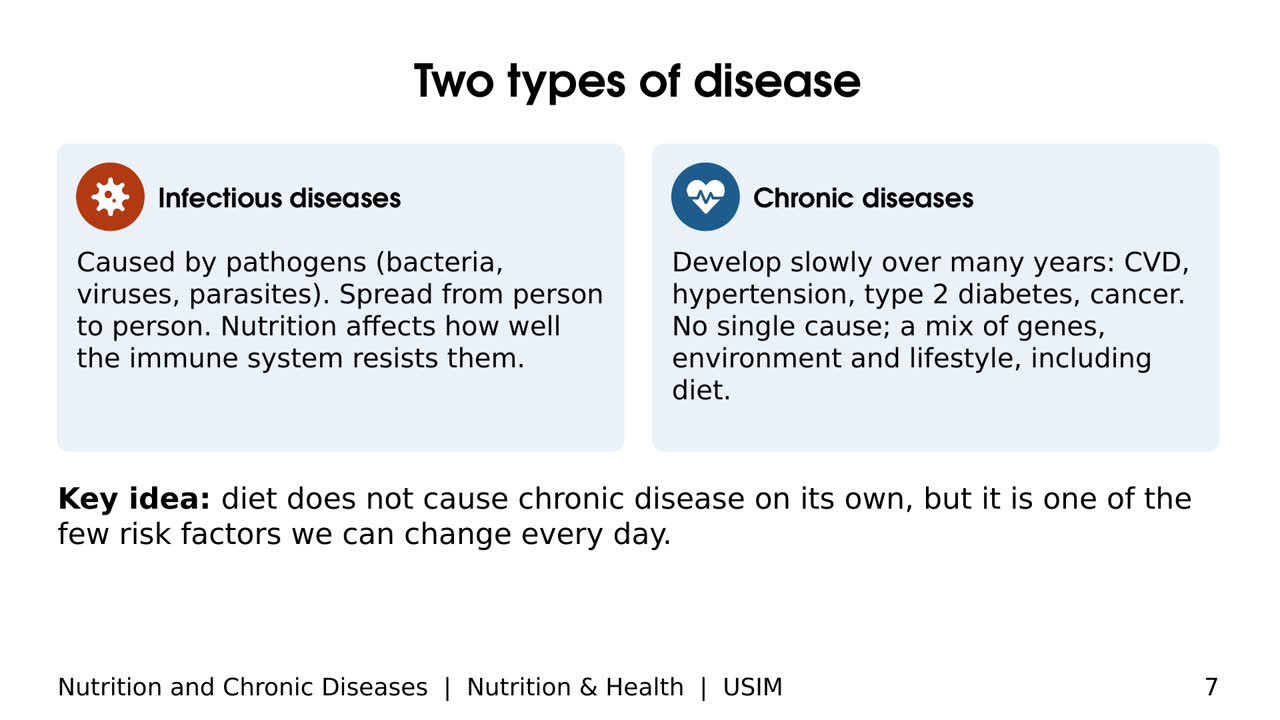 Two types of disease
Infectious diseases
Caused by pathogens (bacteria,
viruses, parasites). Spread from person
to person. Nutrition affects how well
the immune system resists them.
Chronic diseases
Develop slowly over many years: CVD,
hypertension, type 2 diabetes, cancer.
No single cause; a mix of genes,
environment and lifestyle, including
diet.
Key idea: diet does not cause chronic disease on its own, but it is one of the
few risk factors we can change every day.
Nutrition and Chronic Diseases | Nutrition & Health | USIM
7